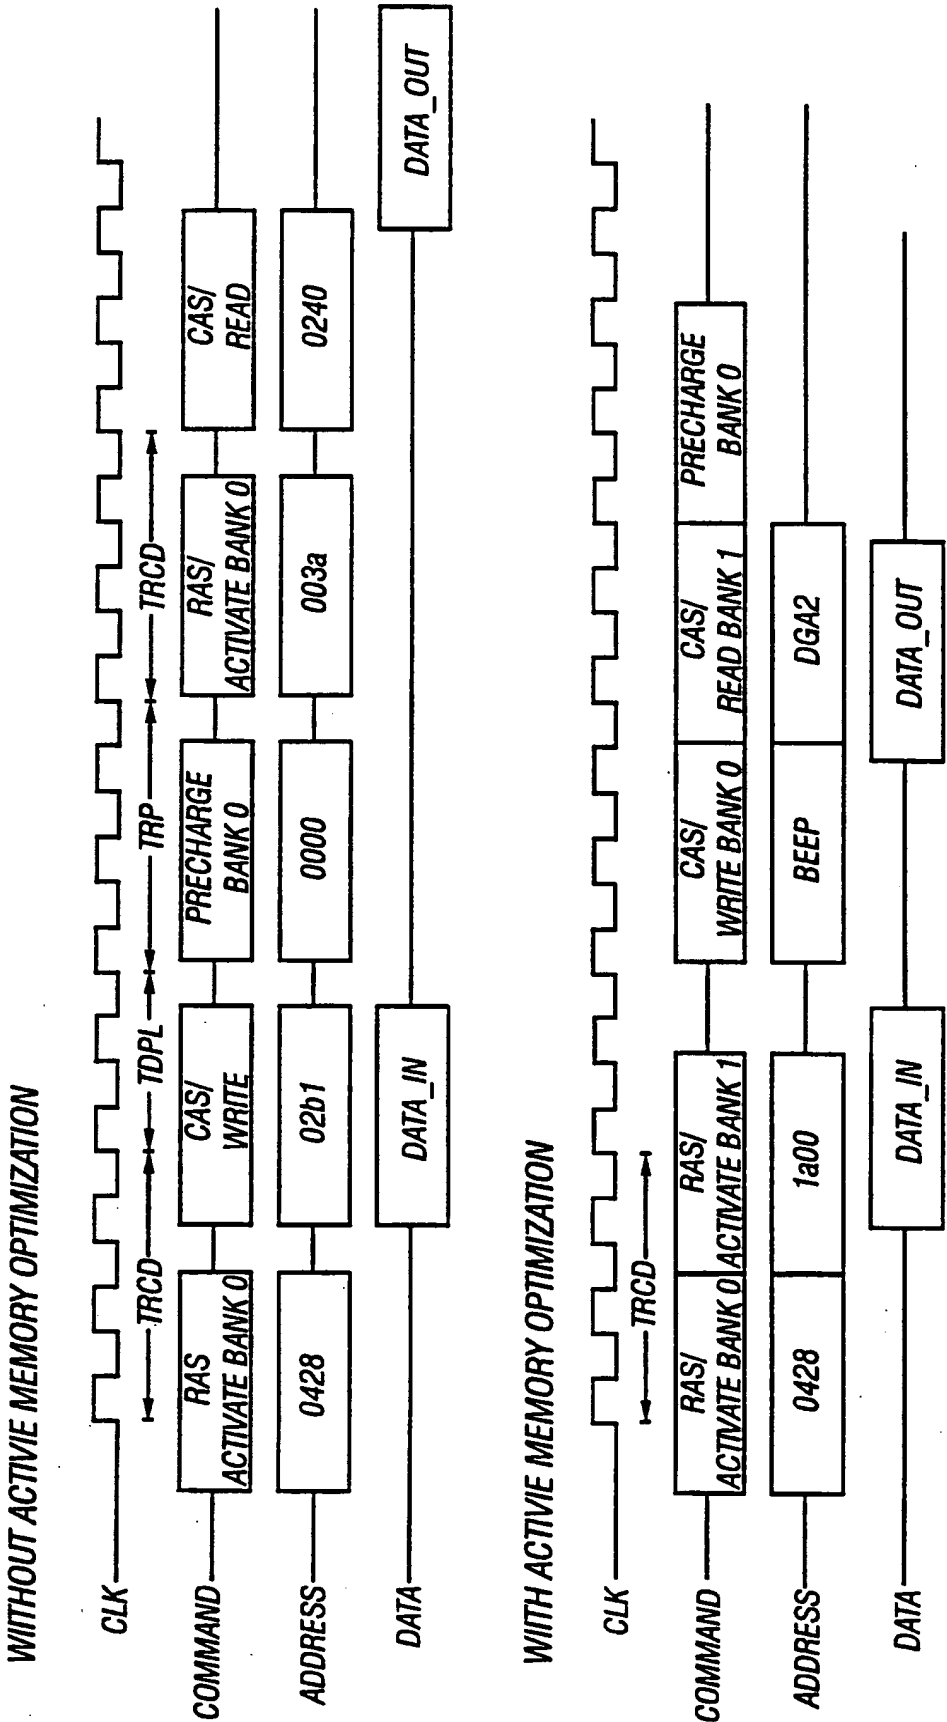 WIITHOUT ACTIVIE MEMORY OPTIMIZATION
CLK
TRCD
TDPL
TRP
TRCD
COMMAND
RAS
ACTIVATE BANK 0
CAS/
WRITE
PRECHARGE
BANK 0
RAS/
ACTIVATE BANK 0
CAS/
READ
ADDRESS
0428
02b1
0000
003a
0240
DATA
DATA_IN
DATA_OUT
WIITH ACTIVIE MEMORY OPTIMIZATION
CLK
TRCD
COMMAND
RAS/
ACTIVATE BANK 0
RAS/
ACTIVATE BANK 1
CAS/
WRITE BANK 0
CAS/
READ BANK 1
PRECHARGE
BANK 0
ADDRESS
0428
1a00
BEEP
DGA2
DATA
DATA_IN
DATA_OUT